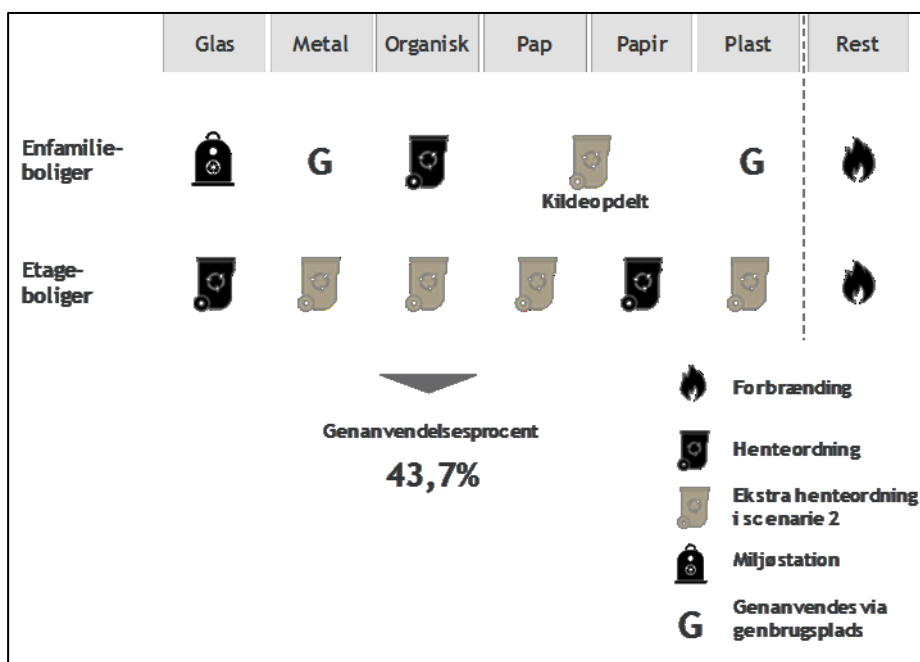 Glas Metal Organisk Pap Papir Plast Rest
Enfamilie-
boliger
G
G
Kildeopdelt
Etage-
boliger
Genanvendelsesprocent
43,7%
Forbrænding
Henteordning
Ekstra henteordning
i scenarie 2
Miljøstation
G
Genanvendes via
genbrugsplads